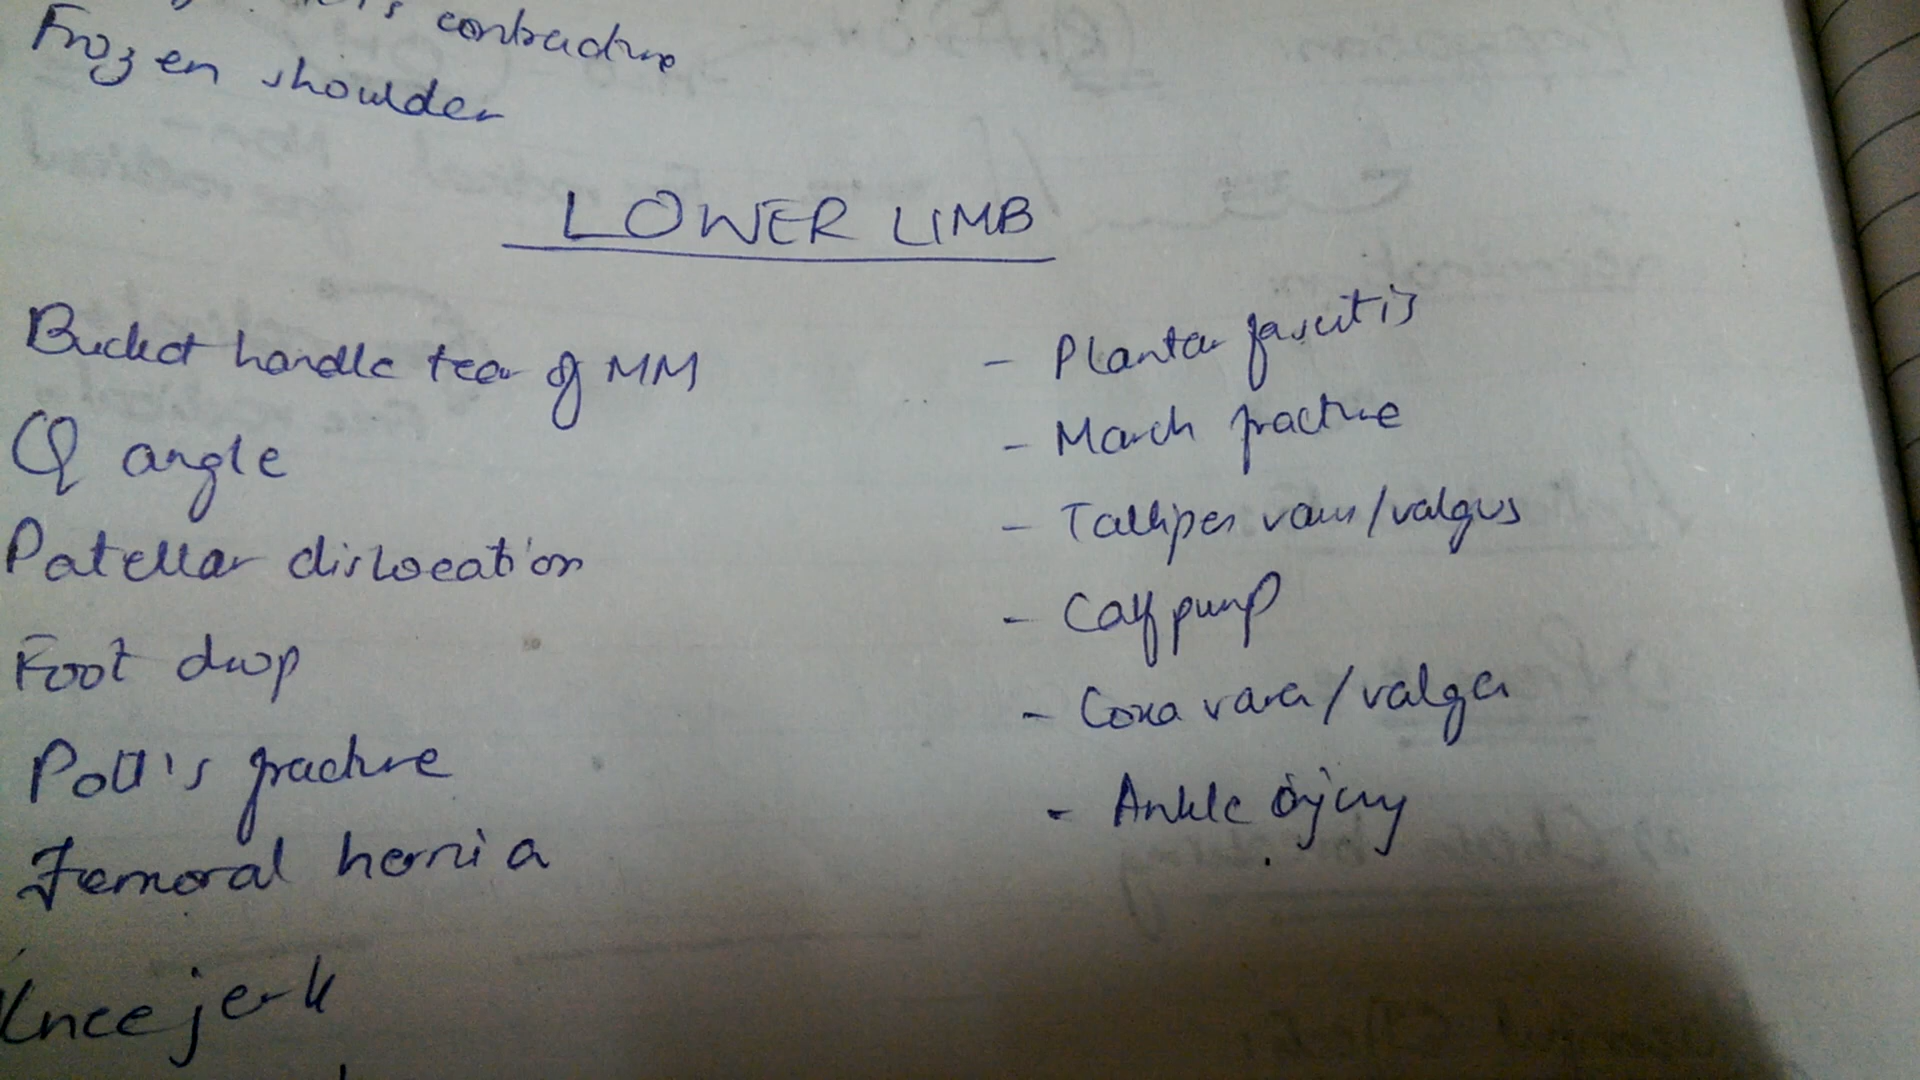 contracture
Frozen shoulder
LOWER LIMB
Bucket handle tear of MM
Q angle
Patellar dislocation
Foot drop
Pott's fracture
Femoral hernia
Knee jerk
- Plantar fascitis
- March fracture
- Tallipes varus/valgus
- Calf pump
- Coxa vara/valga
- Ankle injury